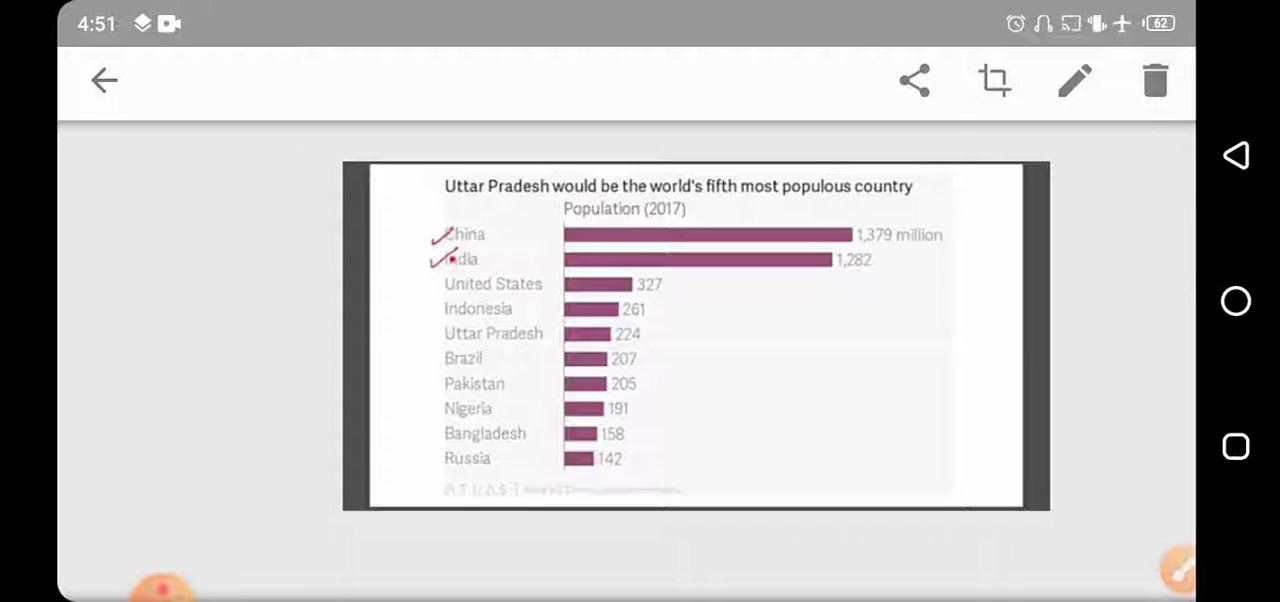 4:51
62
Uttar Pradesh would be the world's fifth most populous country
Population (2017)
China 1,379 million
India 1,282
United States 327
Indonesia 261
Uttar Pradesh 224
Brazil 207
Pakistan 205
Nigeria 191
Bangladesh 158
Russia 142